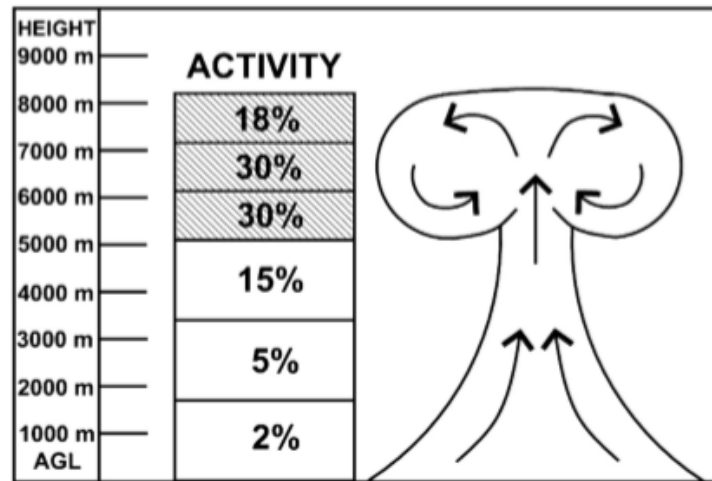 HEIGHT
9000 m
ACTIVITY
8000 m
18%
7000 m
30%
6000 m
30%
5000 m
15%
4000 m
3000 m
5%
2000 m
1000 m
2%
AGL